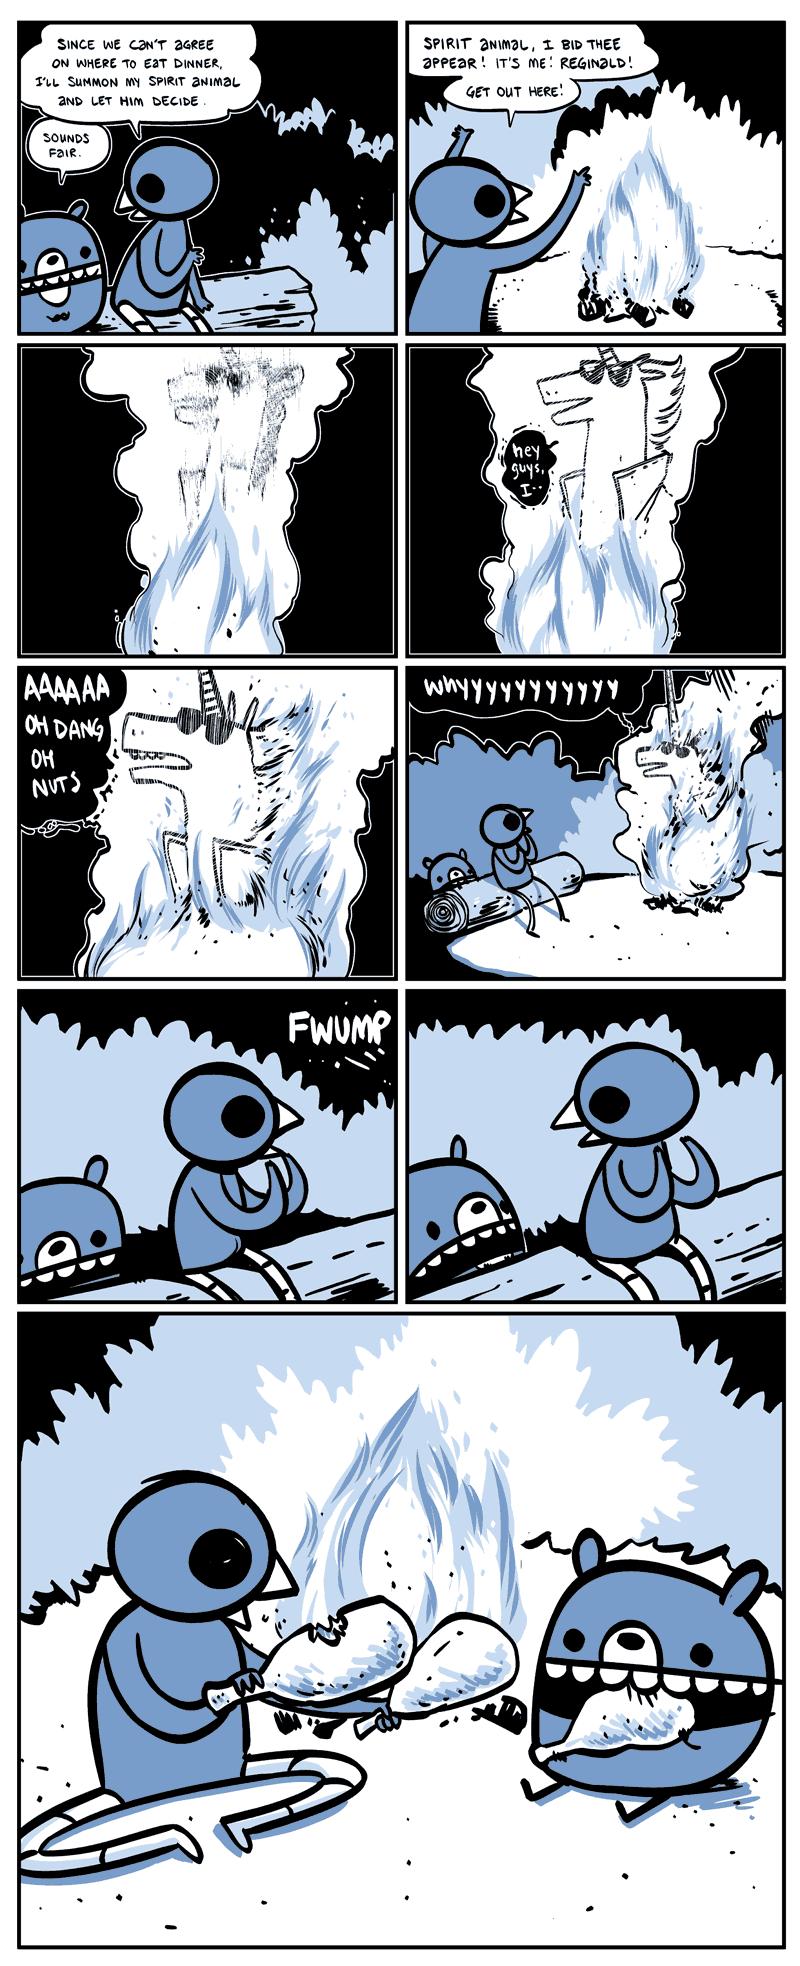 SINCE WE CAN'T AGREE
ON WHERE TO EAT DINNER,
I'LL SUMMON MY SPIRIT ANIMAL
AND LET HIM DECIDE.
SOUNDS
FAIR.
SPIRIT ANIMAL, I BID THEE
APPEAR! IT'S ME! REGINALD!
GET OUT HERE!
hey
guys.
I--
AAAAAA
OH DANG
OH
NUTS
whyyyyyyyyyyyy
FWUMP